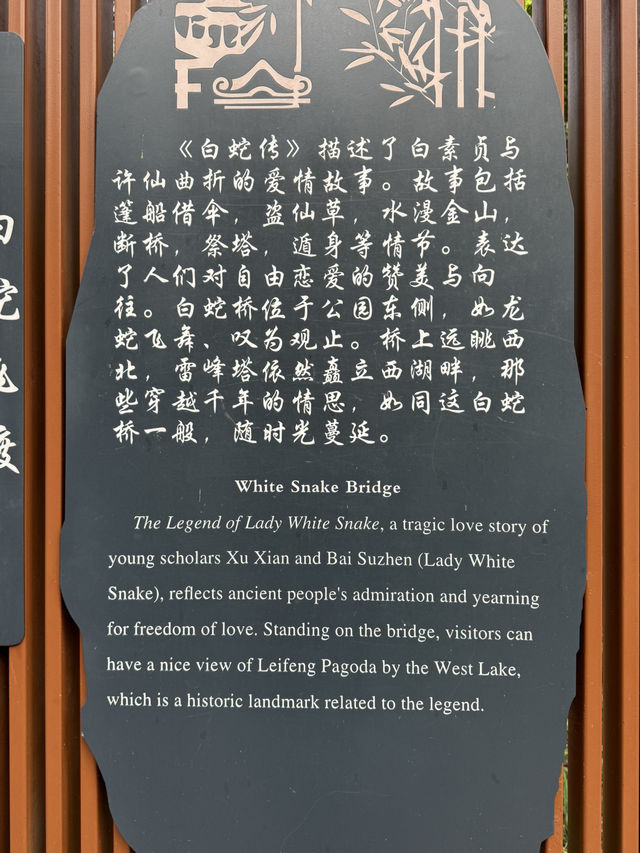 《白蛇传》描述了白素贞与
许仙曲折的爱情故事。故事包括
篷船借伞，盗仙草，水漫金山，
断桥，祭塔，遁身等情节。表达
了人们对自由恋爱的赞美与向
往。白蛇桥位于公园东侧，如龙
蛇飞舞、叹为观止。桥上远眺西
北，雷峰塔依然矗立西湖畔，那
些穿越千年的情思，如同这白蛇
桥一般，随时光蔓延。
White Snake Bridge
The Legend of Lady White Snake, a tragic love story of
young scholars Xu Xian and Bai Suzhen (Lady White
Snake), reflects ancient people's admiration and yearning
for freedom of love. Standing on the bridge, visitors can
have a nice view of Leifeng Pagoda by the West Lake,
which is a historic landmark related to the legend.